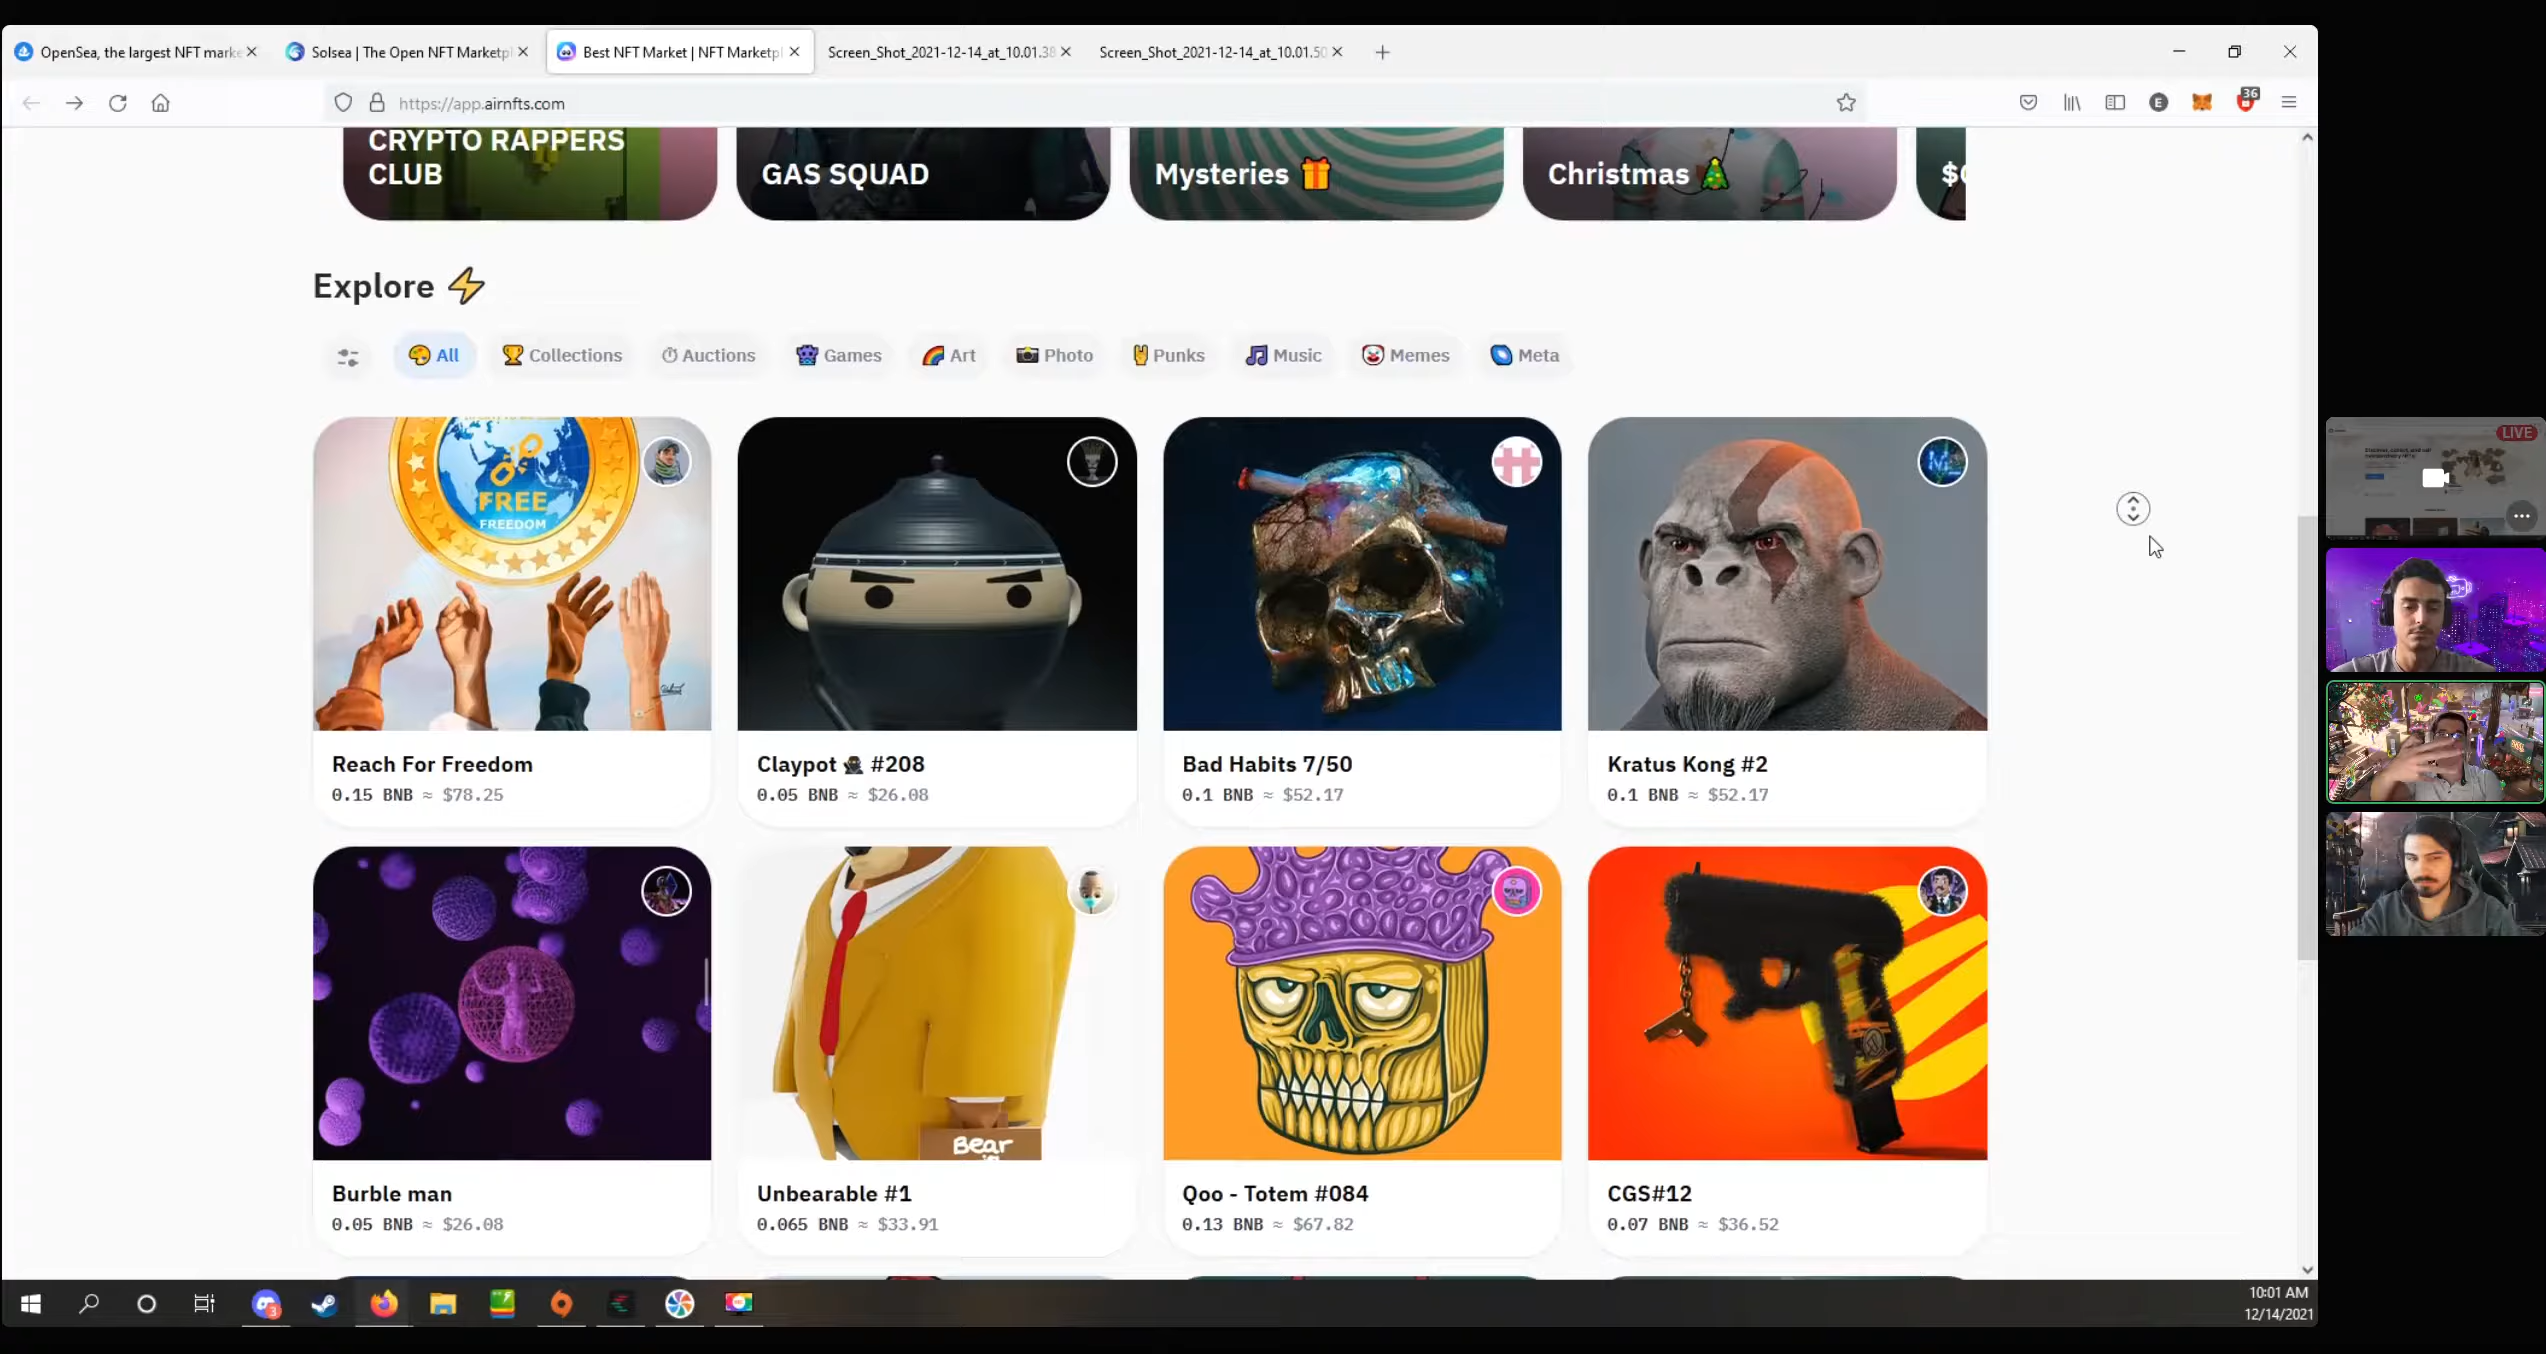 OpenSea, the largest NFT marke
Solsea | The Open NFT Marketpl
Best NFT Market | NFT Marketpl
Screen_Shot_2021-12-14_at_10.01.38
Screen_Shot_2021-12-14_at_10.01.50
https://app.airnfts.com
E
36
CRYPTO RAPPERS
CLUB
GAS SQUAD
Mysteries 🎁
Christmas 🎄
Explore ⚡
All
Collections
Auctions
Games
Art
Photo
Punks
Music
Memes
Meta
FREE
FREEDOM
Reach For Freedom
0.15 BNB ≈ $78.25
Claypot 🥷 #208
0.05 BNB ≈ $26.08
Bad Habits 7/50
0.1 BNB ≈ $52.17
Kratus Kong #2
0.1 BNB ≈ $52.17
Bear
Burble man
0.05 BNB ≈ $26.08
Unbearable #1
0.065 BNB ≈ $33.91
Qoo - Totem #084
0.13 BNB ≈ $67.82
CGS#12
0.07 BNB ≈ $36.52
LIVE
3
10:01 AM
12/14/2021